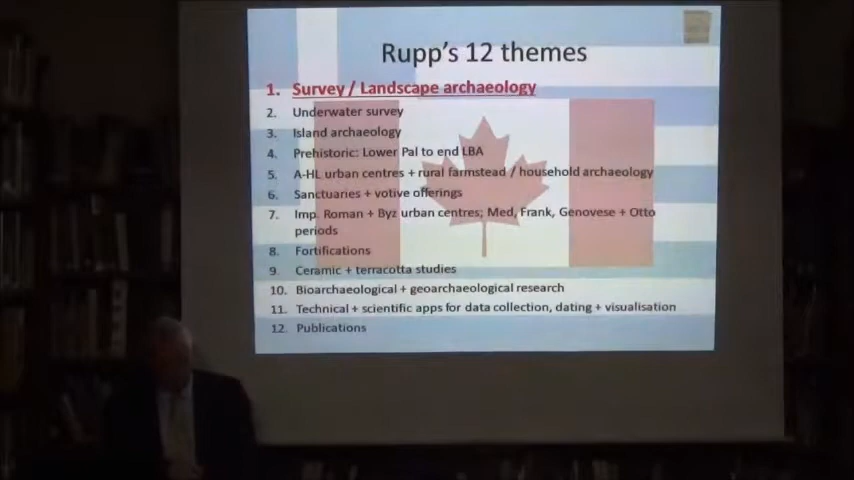 Rupp's 12 themes
1. Survey / Landscape archaeology
2. Underwater survey
3. Island archaeology
4. Prehistoric: Lower Pal to end LBA
5. A-HL urban centres + rural farmstead / household archaeology
6. Sanctuaries + votive offerings
7. Imp. Roman + Byz urban centres; Med, Frank, Genovese + Otto
periods
8. Fortifications
9. Ceramic + terracotta studies
10. Bioarchaeological + geoarchaeological research
11. Technical + scientific apps for data collection, dating + visualisation
12. Publications